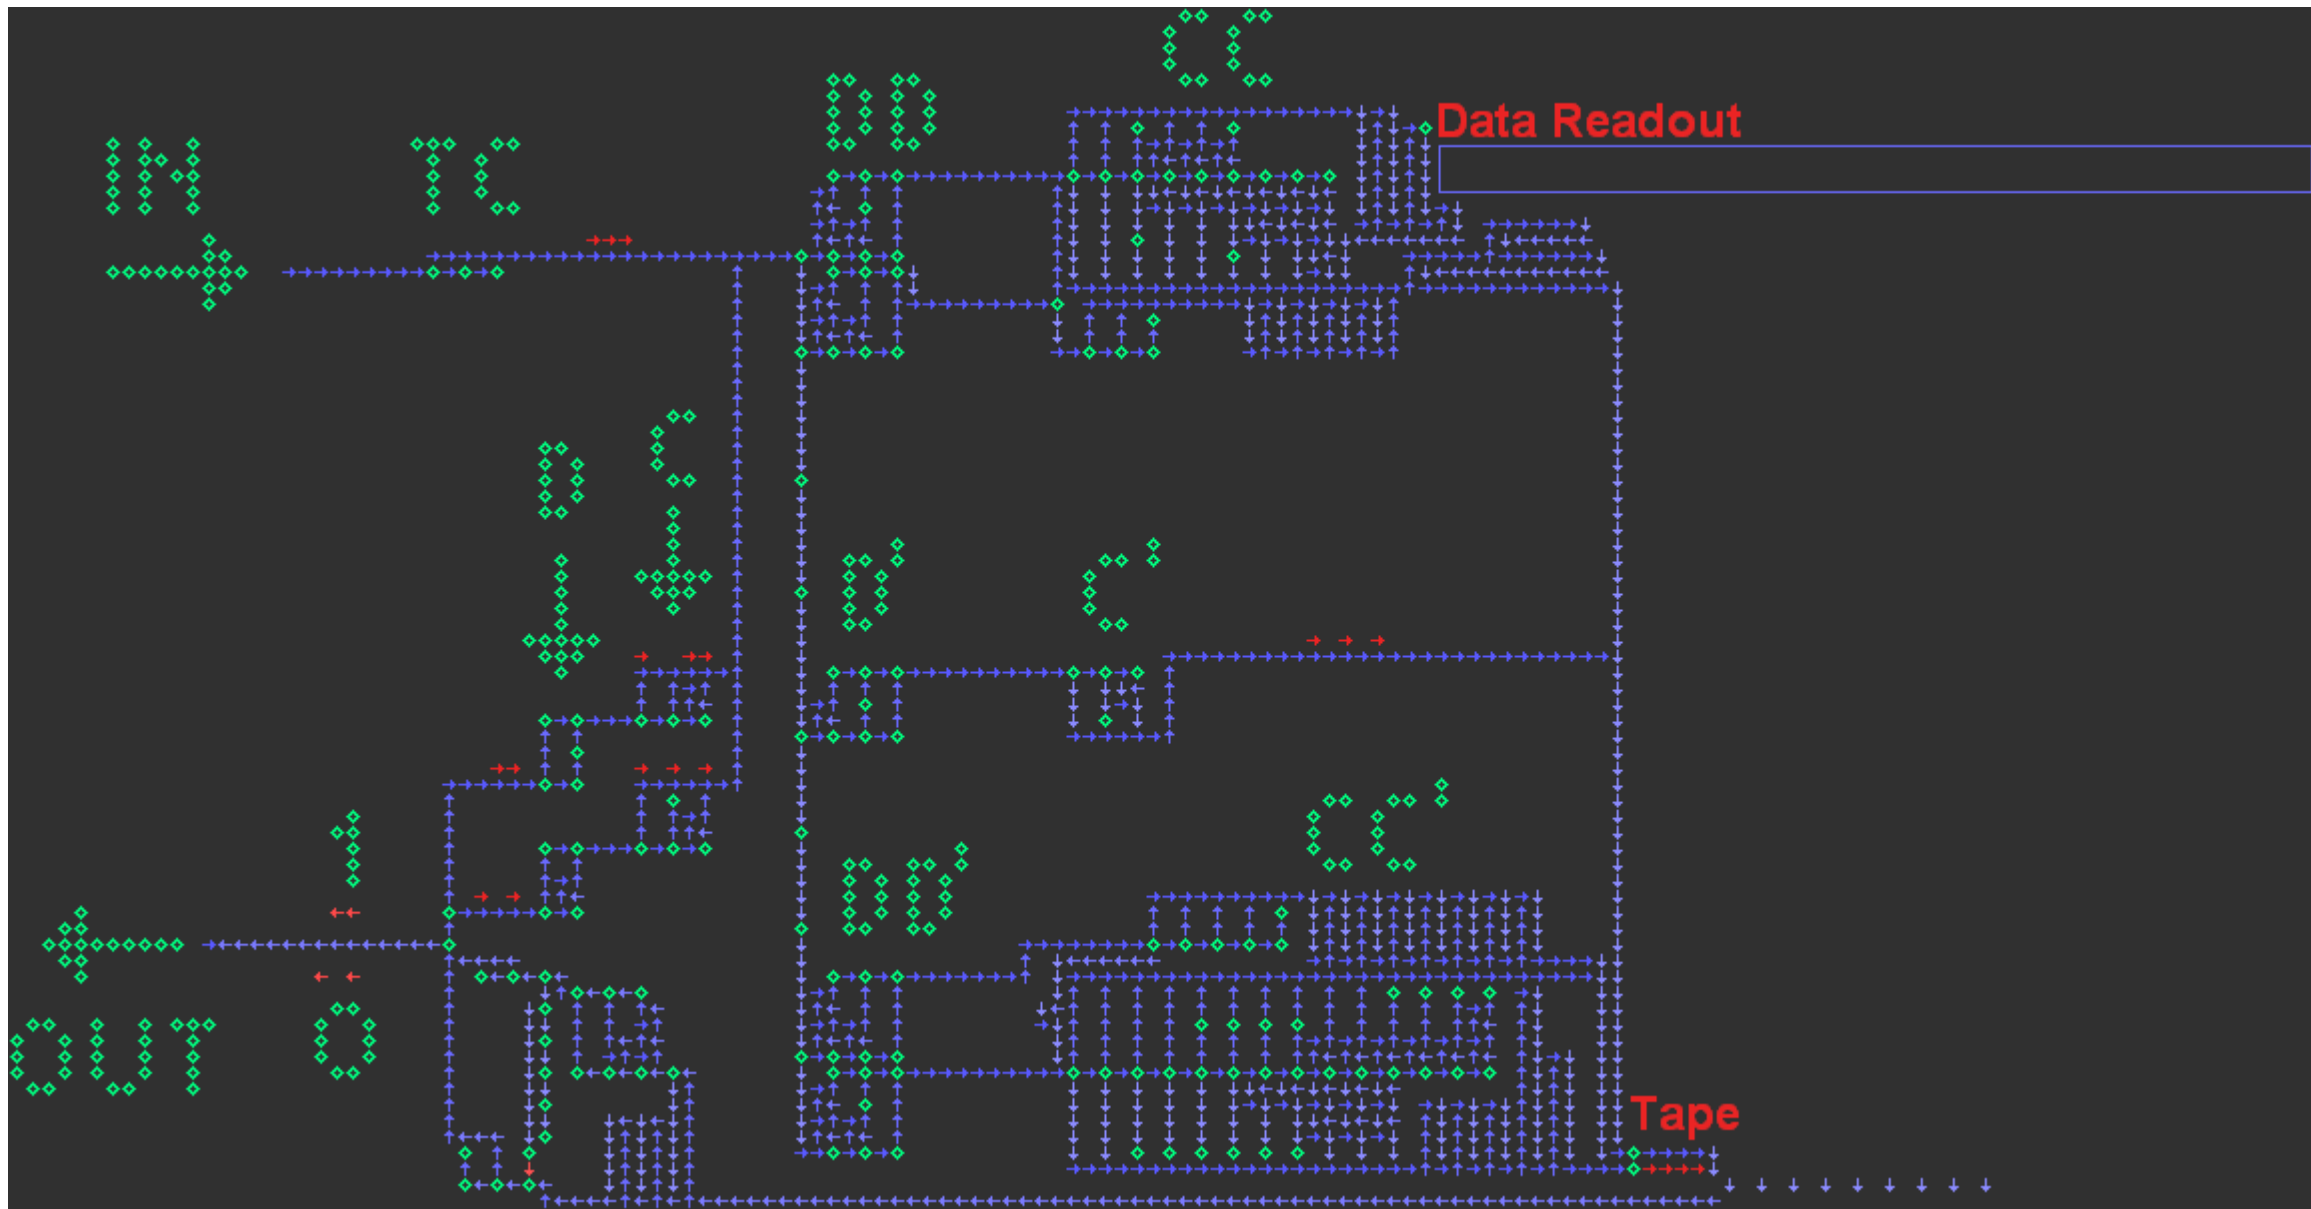 CC
DD
Data Readout
IN TC
C
D
D' C'
CC'
1
DD'
OUT 0
Tape